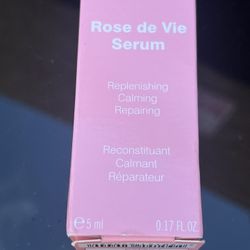 Rose de Vie
Serum
Replenishing
Calming
Repairing
Reconstituant
Calmant
Réparateur
℮ 5 ml 0.17 FL OZ